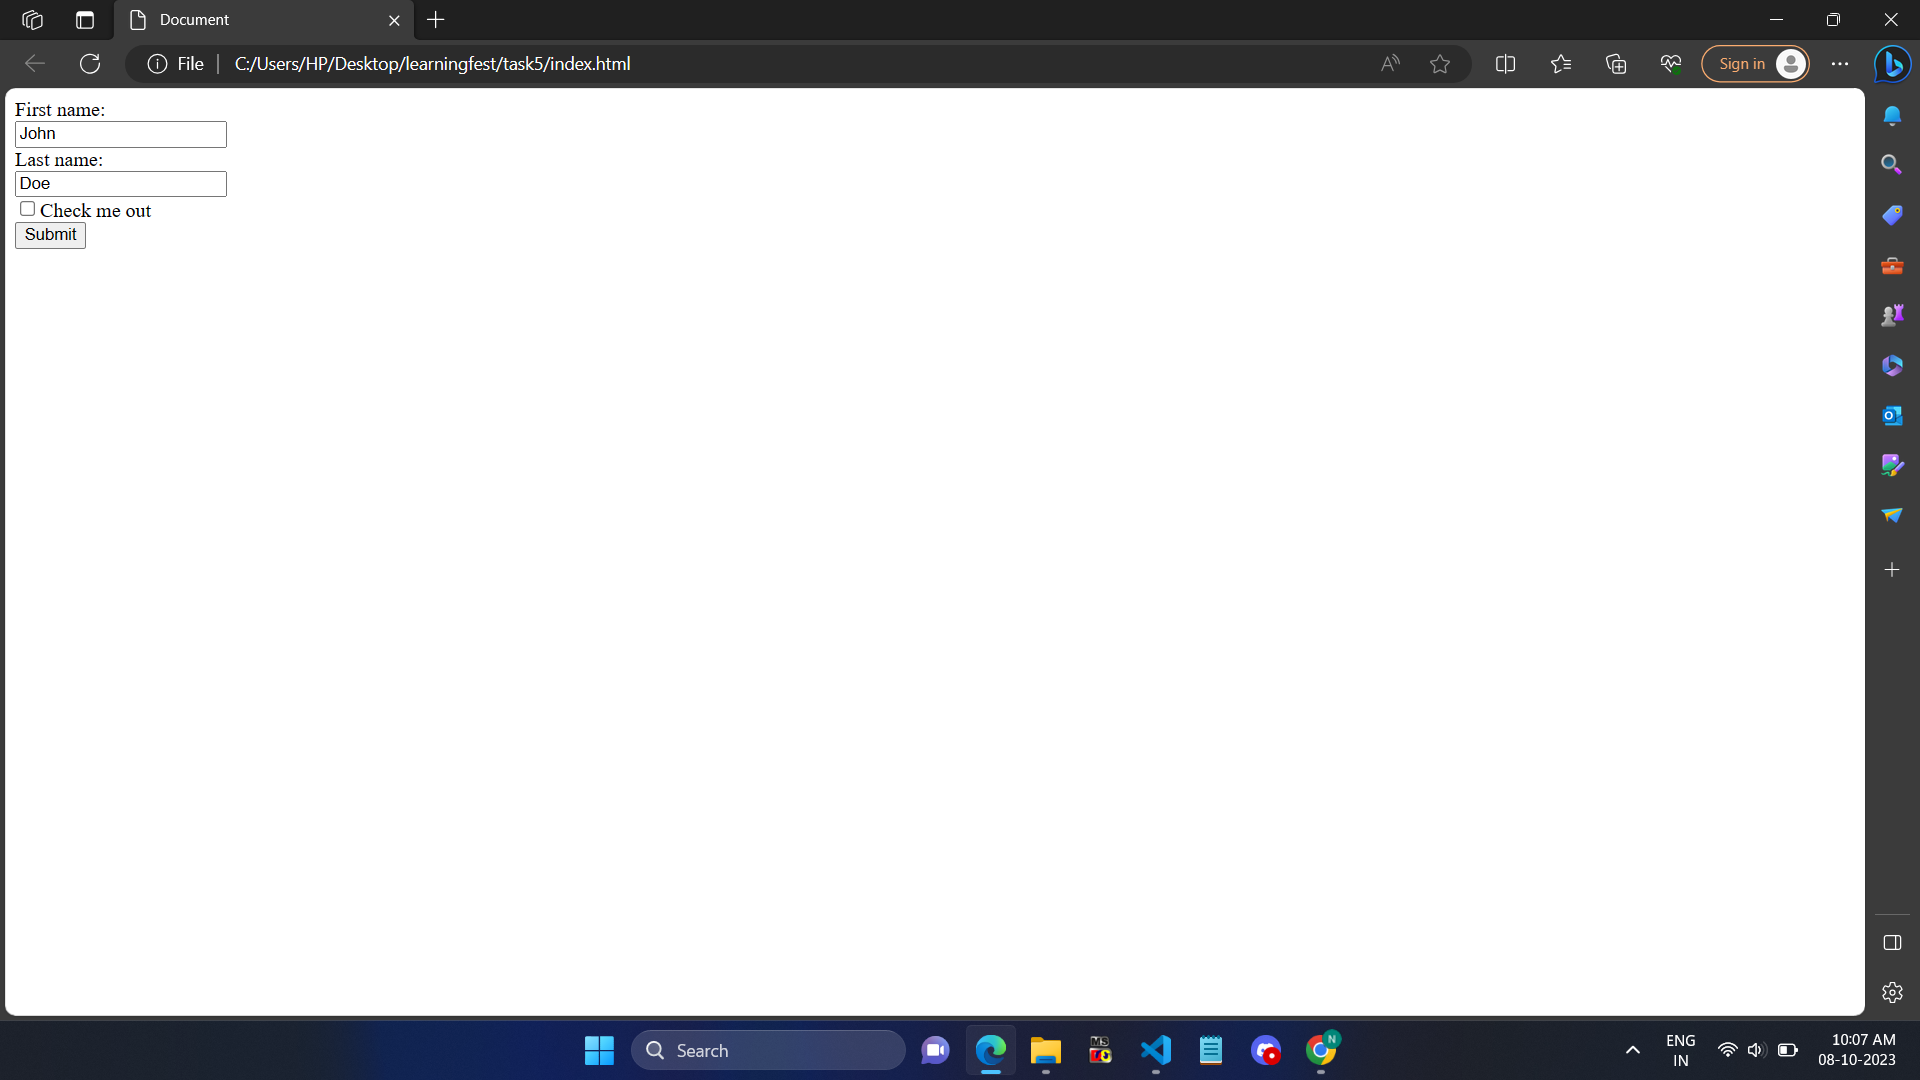 Document
File
C:/Users/HP/Desktop/learningfest/task5/index.html
Sign in
First name:
John
Last name:
Doe
Check me out
Submit
Search
MS
N
ENG
IN
10:07 AM
08-10-2023